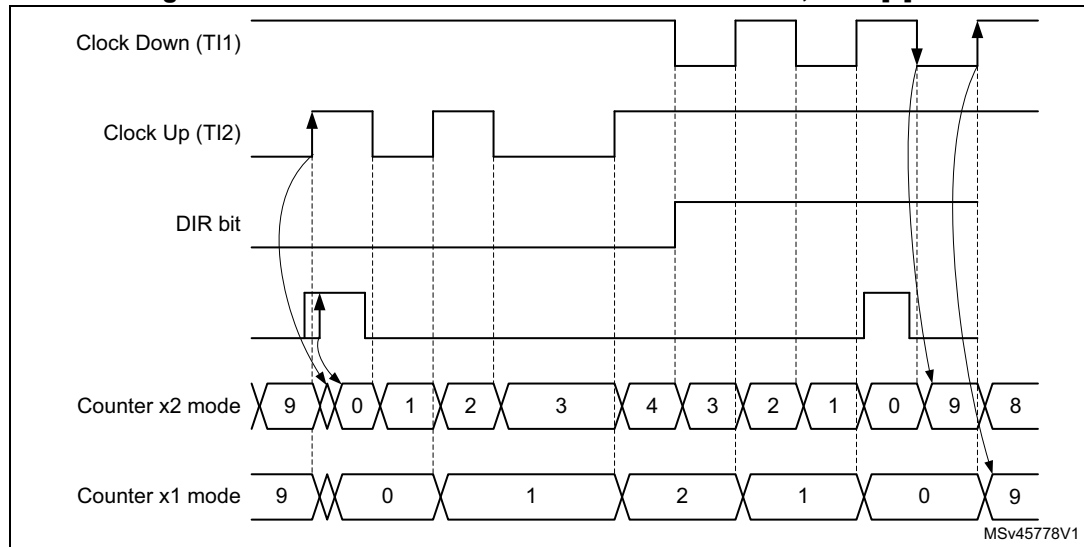 Clock Down (TI1)
Clock Up (TI2)
DIR bit
Counter x2 mode 9 0 1 2 3 4 3 2 1 0 9 8
Counter x1 mode 9 0 1 2 1 0 9
MSv45778V1